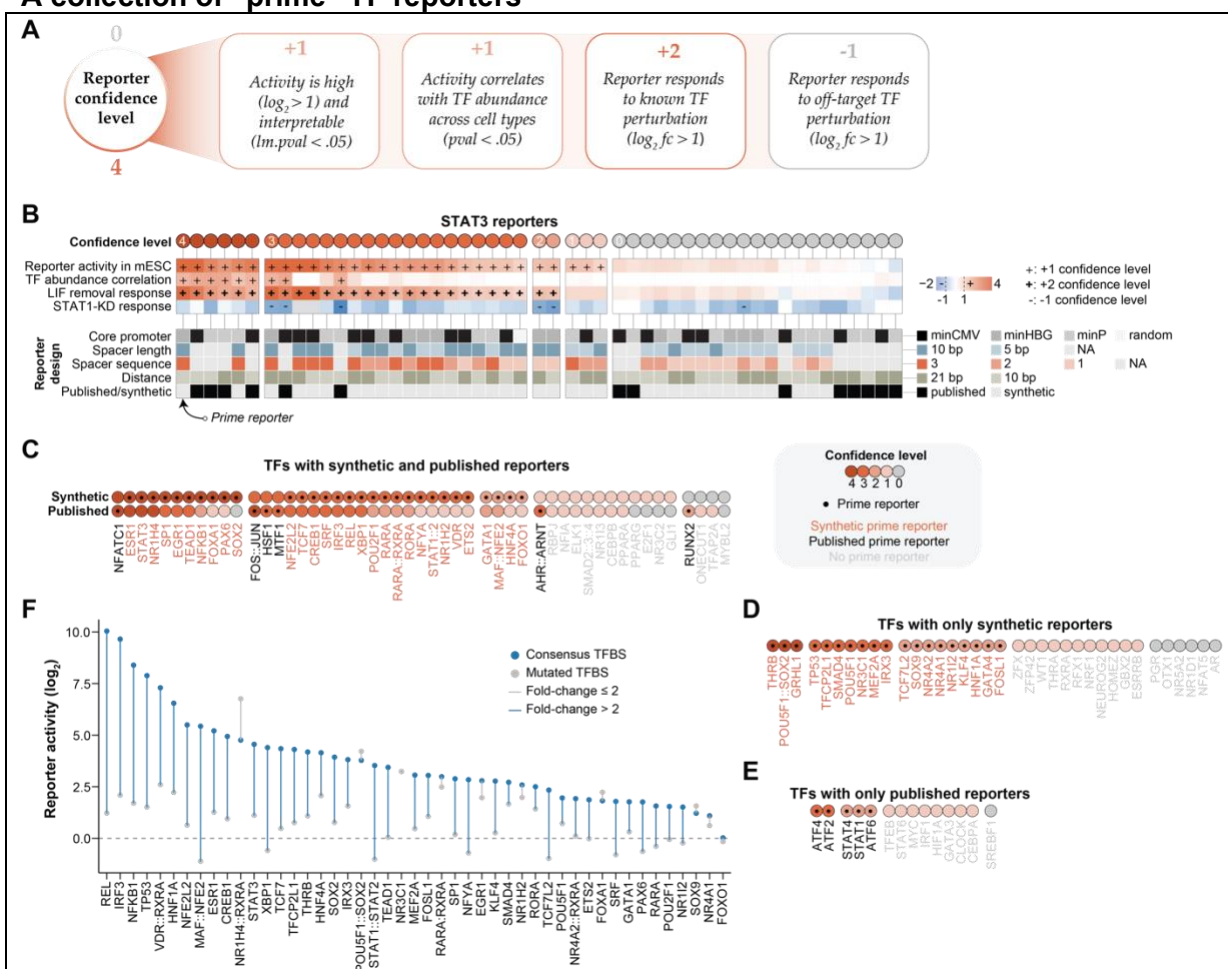 A collection of "prime" TF reporters
A
0
Reporter
confidence
level
4
+1
Activity is high
(log2 > 1) and
interpretable
(lm.pval < .05)
+1
Activity correlates
with TF abundance
across cell types
(pval < .05)
+2
Reporter responds
to known TF
perturbation
(log2 fc > 1)
-1
Reporter responds
to off-target TF
perturbation
(log2 fc > 1)
B
STAT3 reporters
Confidence level
4 3 2 1 0
Reporter activity in mESC
TF abundance correlation
LIF removal response
STAT1-KD response
−2 - + 4
-1 1
+: +1 confidence level
+: +2 confidence level
-: -1 confidence level
Reporter
design
Core promoter
Spacer length
Spacer sequence
Distance
Published/synthetic
minCMV minHBG minP random
10 bp 5 bp NA
3 2 1 NA
21 bp 10 bp
published synthetic
Prime reporter
C
TFs with synthetic and published reporters
Synthetic
Published
NFATC1 ESR1 STAT3 NR1H4 SP1 EGR1 TEAD1 NFKB1 FOXA1 PAX6 SOX2
FOS::JUN HSF1 MTF1 NFE2L2 TCF7 CREB1 SRF IRF3 REL XBP1 POU2F1 RARA RARA::RXRA RORA NFYA STAT1::2 NR1H2 VDR ETS2
GATA1 MAF::NFE2 HNF4A FOXO1
AHR::ARNT RBPJ NFIA SMAD2::3::4 ELK1 NR1I3 CEBPB PPARA PPARG E2F1 NR3C2 GLI1
RUNX2 ONECUT1 TFAP2A MYBL2
Confidence level
4 3 2 1 0
Prime reporter
Synthetic prime reporter
Published prime reporter
No prime reporter
D
TFs with only synthetic reporters
THRB POU5F1::SOX2 GRHL1
TP53 TFCP2L1 SMAD4 POU5F1 NR3C1 MEF2A IRX3
TCF7L2 SOX9 NR4A2 NR4A1 NR1I2 KLF4 HNF1A GATA4 FOSL1
ZFX ZFP42 WT1 THRA RXRA RFX1 NRF1 NEUROG2 HOMEZ GBX2 ESRRB
PGR OTX1 NR5A2 NR1D1 NFAT5 AR
E
TFs with only published reporters
ATF4 ATF2
STAT4 STAT1 ATF6
TFEB STAT6 MYC IRF1 HIF1A GATA3 CLOCK CEBPA
SREBF1
F
Reporter activity (log2)
10.0
7.5
5.0
2.5
0.0
Consensus TFBS
Mutated TFBS
Fold-change ≤ 2
Fold-change > 2
REL IRF3 NFKB1 TP53 VDR::RXRA HNF1A NFE2L2 MAF::NFE2 ESR1 CREB1 NR1H4::RXRA STAT3 XBP1 TCF7 TFCP2L1 THRB HNF4A SOX2 IRX3 POU5F1::SOX2 STAT1::STAT2 TEAD1 NR3C1 MEF2A FOSL1 RARA::RXRA SP1 NFYA EGR1 KLF4 SMAD4 NR1H2 RORA TCF7L2 POU5F1 NR4A2::RXRA ETS2 FOXA1 SRF GATA1 PAX6 RARA POU2F1 NR1I2 SOX9 NR4A1 FOXO1